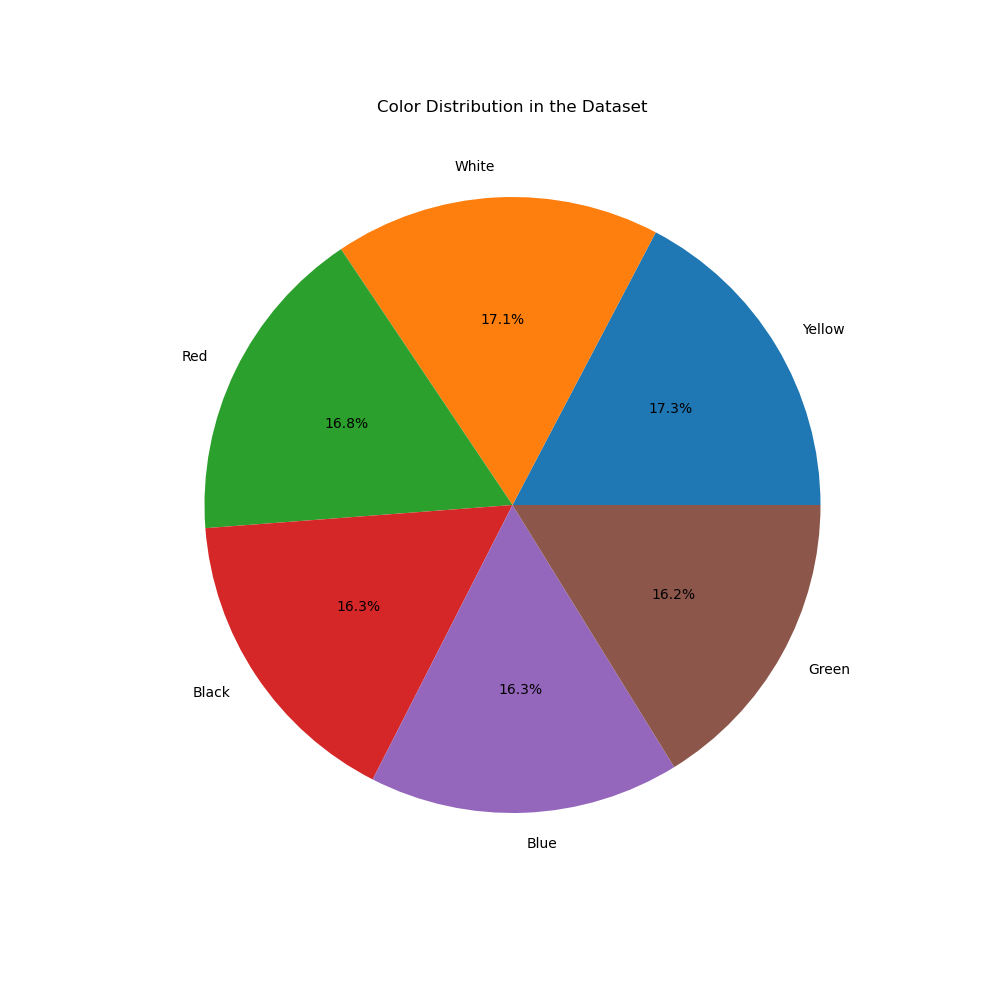 Color Distribution in the Dataset
White
Yellow
17.1%
Red
17.3%
16.8%
16.3%
16.2%
Black
16.3%
Green
Blue